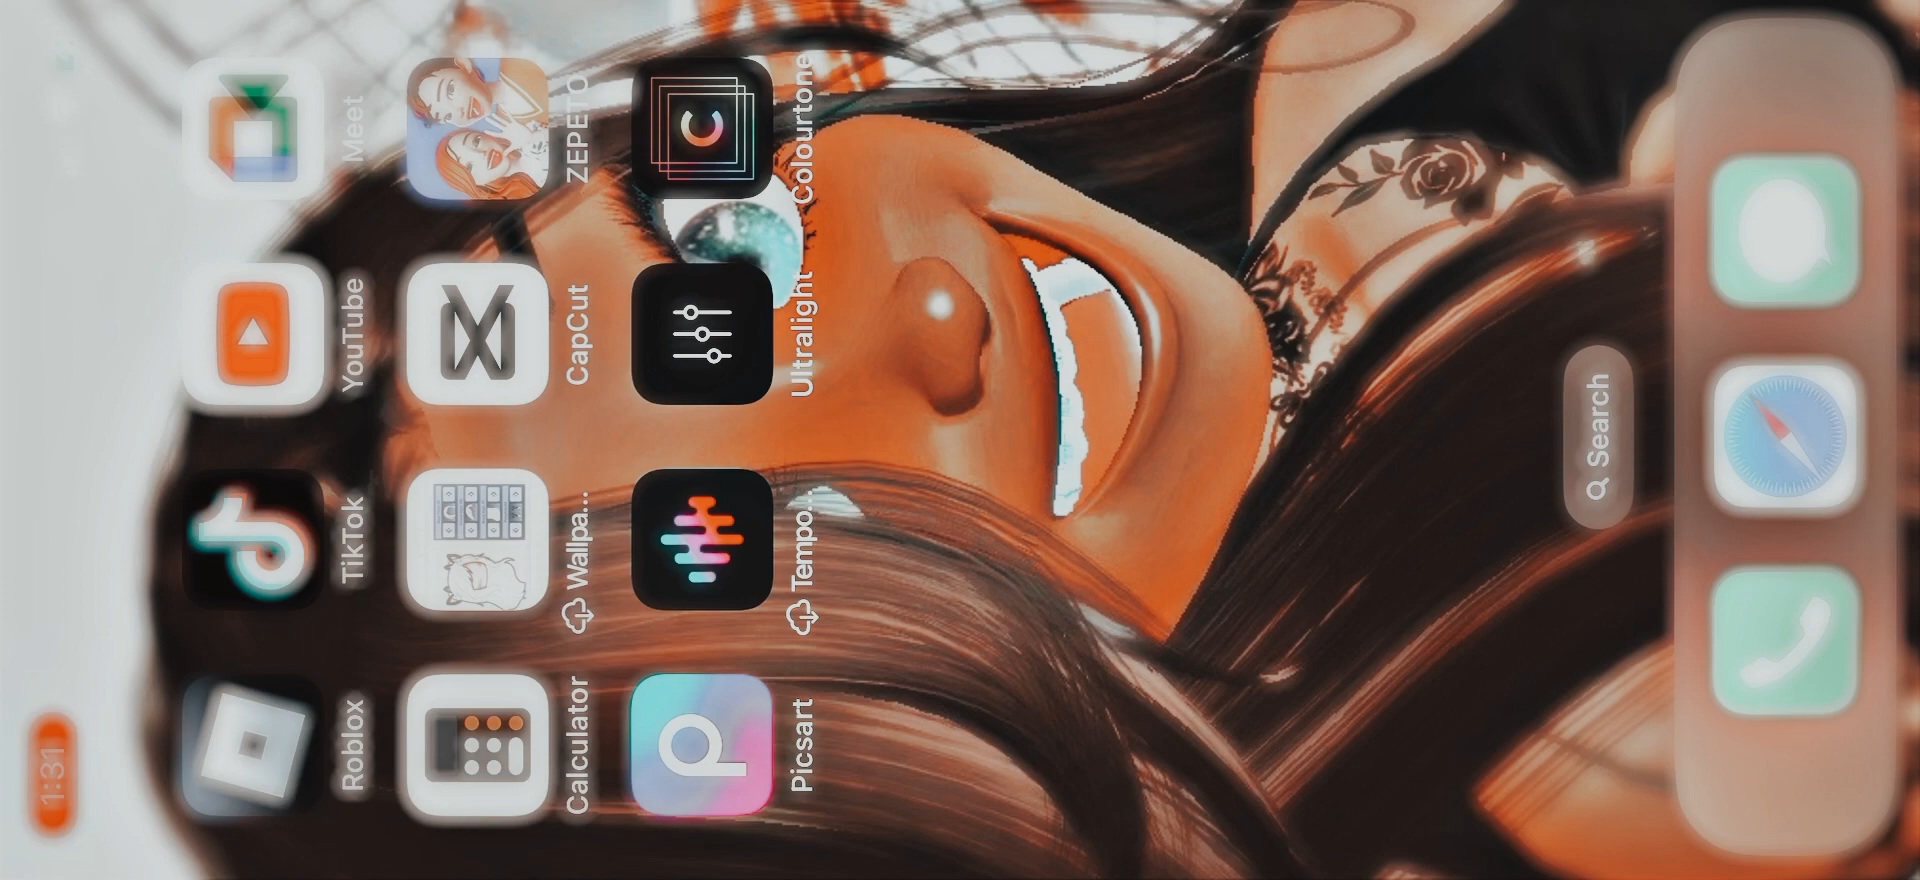 1:31
Roblox
TikTok
YouTube
Meet
Calculator
Wallpa...
CapCut
ZEPETO
Picsart
Tempo...
Ultralight
Colourtone
Search